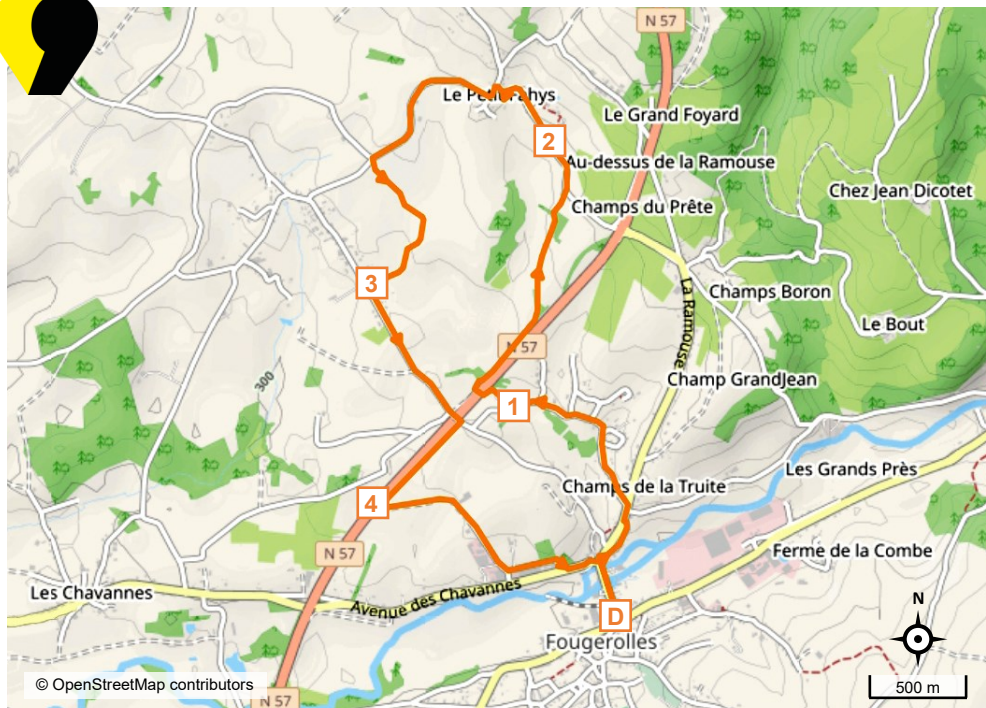 N 57
Le Petit Fahys
Le Grand Foyard
2
Au-dessus de la Ramouse
Chez Jean Dicotet
Champs du Prête
3
La Ramouse
Champs Boron
Le Bout
N 57
300
Champ GrandJean
1
Les Grands Près
Champs de la Truite
4
N 57
Ferme de la Combe
Les Chavannes
Avenue des Chavannes
N
D
Fougerolles
© OpenStreetMap contributors
N 57
500 m